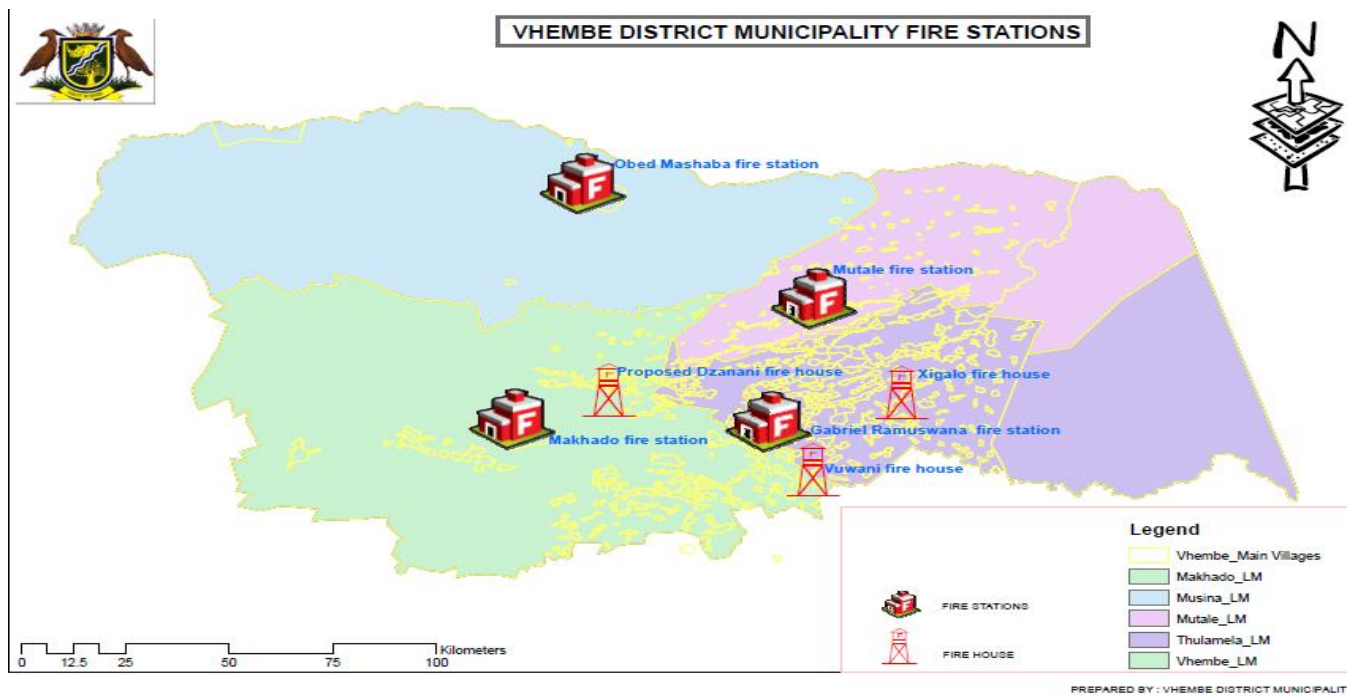 VHEMBE DISTRICT MUNICIPALITY FIRE STATIONS
N
Obed Mashaba fire station
F
Mutale fire station
F
Proposed Dzanani fire house
F
Xigalo fire house
F
Makhado fire station
F
Gabriel Ramuswana fire station
F
Vuwani fire house
F
Legend
Vhembe_Main Villages
Makhado_LM
Musina_LM
Mutale_LM
Thulamela_LM
Vhembe_LM
F
FIRE STATIONS
F
FIRE HOUSE
Kilometers
0 12.5 25 50 75 100
PREPARED BY : VHEMBE DISTRICT MUNICIPALIT